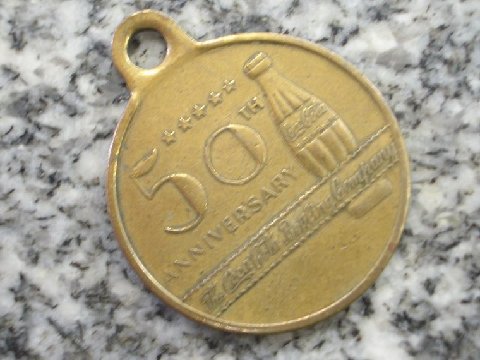 50TH
ANNIVERSARY
Coca-Cola
The Coca-Cola Bottling Company